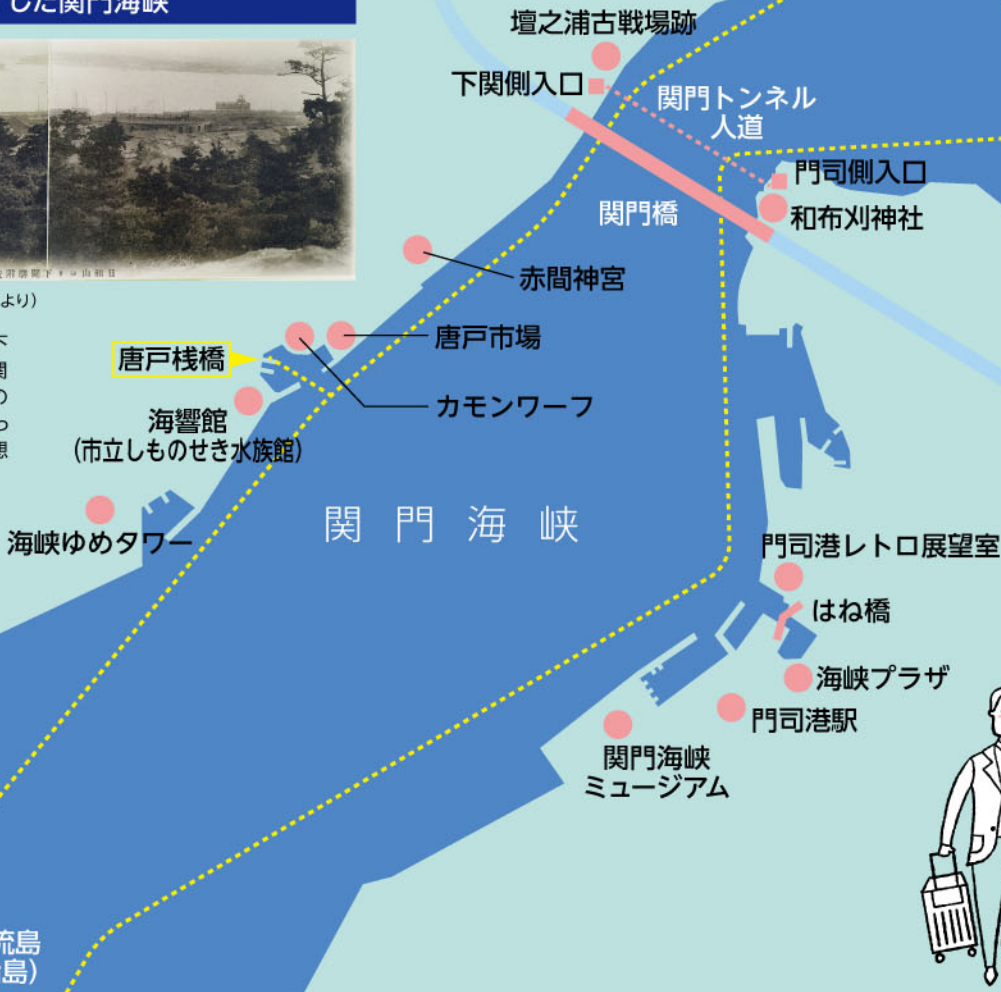 した関門海峡
壇之浦古戦場跡
下関側入口
関門トンネル
人道
門司側入口
関門橋
和布刈神社
赤間神宮
より）
唐戸市場
唐戸桟橋
カモンワーフ
海響館
（市立しものせき水族館）
関門海峡
海峡ゆめタワー
門司港レトロ展望室
はね橋
海峡プラザ
門司港駅
関門海峡
ミュージアム
流島
島）